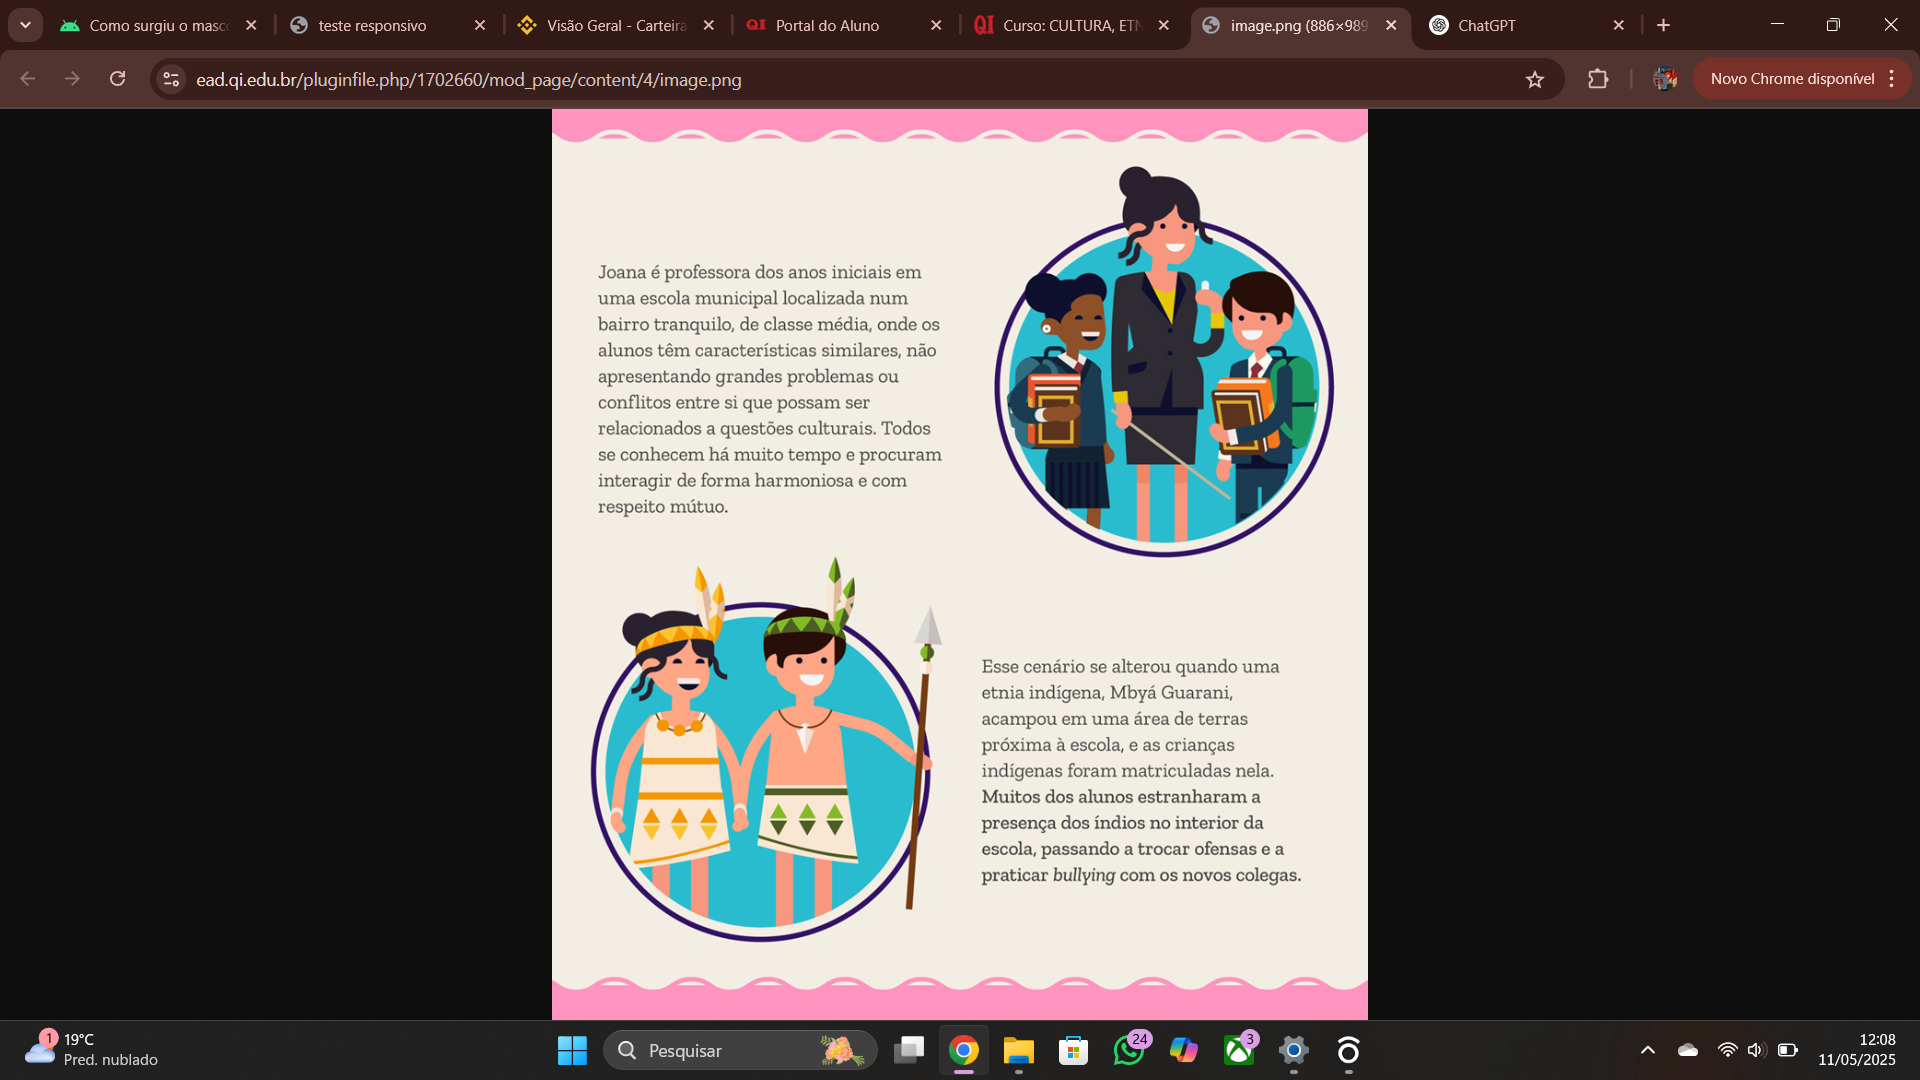 Como surgiu o masc
teste responsivo
Visão Geral - Carteira
QI Portal do Aluno
QI Curso: CULTURA, ETN
image.png (886×989
ChatGPT
ead.qi.edu.br/pluginfile.php/1702660/mod_page/content/4/image.png
Novo Chrome disponível
Joana é professora dos anos iniciais em
uma escola municipal localizada num
bairro tranquilo, de classe média, onde os
alunos têm características similares, não
apresentando grandes problemas ou
conflitos entre si que possam ser
relacionados a questões culturais. Todos
se conhecem há muito tempo e procuram
interagir de forma harmoniosa e com
respeito mútuo.
Esse cenário se alterou quando uma
etnia indígena, Mbyá Guarani,
acampou em uma área de terras
próxima à escola, e as crianças
indígenas foram matriculadas nela.
Muitos dos alunos estranharam a
presença dos índios no interior da
escola, passando a trocar ofensas e a
praticar bullying com os novos colegas.
1
19°C
Pred. nublado
Pesquisar
24
3
12:08
11/05/2025